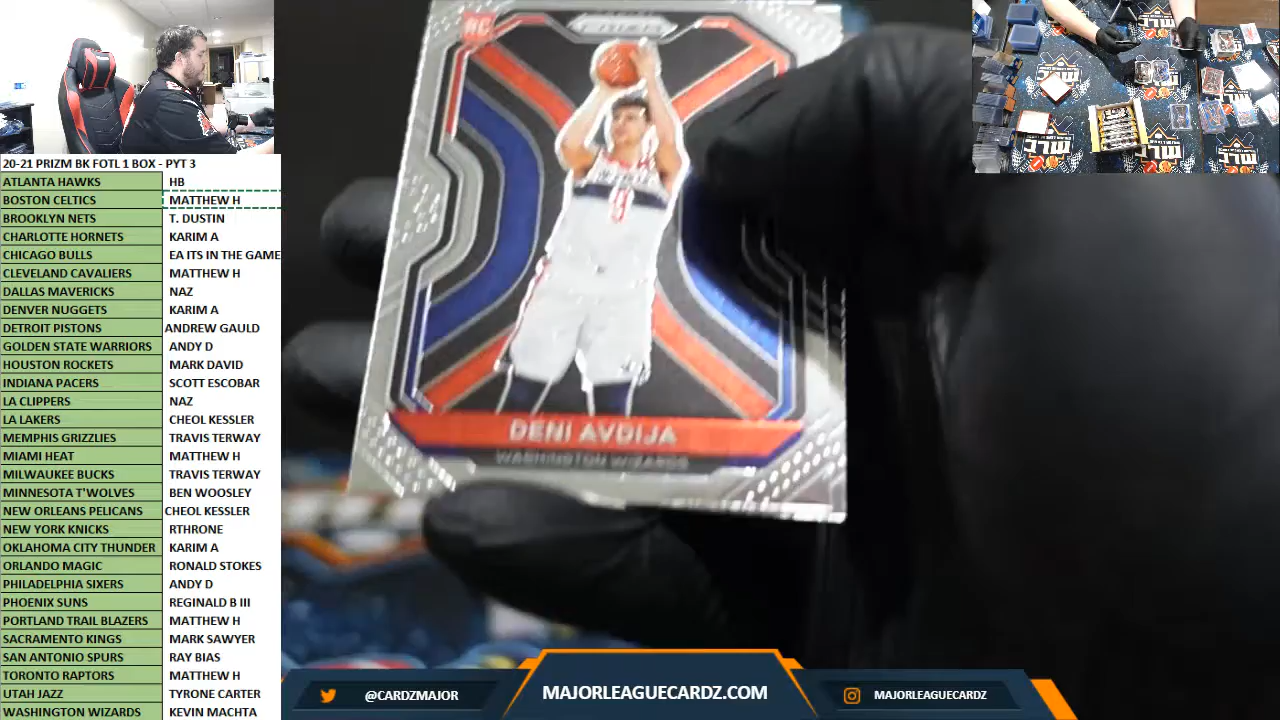 20-21 PRIZM BK FOTL 1 BOX - PYT 3
ATLANTA HAWKS HB
BOSTON CELTICS MATTHEW H
BROOKLYN NETS T. DUSTIN
CHARLOTTE HORNETS KARIM A
CHICAGO BULLS EA ITS IN THE GAME
CLEVELAND CAVALIERS MATTHEW H
DALLAS MAVERICKS NAZ
DENVER NUGGETS KARIM A
DETROIT PISTONS ANDREW GAULD
GOLDEN STATE WARRIORS ANDY D
HOUSTON ROCKETS MARK DAVID
INDIANA PACERS SCOTT ESCOBAR
LA CLIPPERS NAZ
LA LAKERS CHEOL KESSLER
MEMPHIS GRIZZLIES TRAVIS TERWAY
MIAMI HEAT MATTHEW H
MILWAUKEE BUCKS TRAVIS TERWAY
MINNESOTA T'WOLVES BEN WOOSLEY
NEW ORLEANS PELICANS CHEOL KESSLER
NEW YORK KNICKS RTHRONE
OKLAHOMA CITY THUNDER KARIM A
ORLANDO MAGIC RONALD STOKES
PHILADELPHIA SIXERS ANDY D
PHOENIX SUNS REGINALD B III
PORTLAND TRAIL BLAZERS MATTHEW H
SACRAMENTO KINGS MARK SAWYER
SAN ANTONIO SPURS RAY BIAS
TORONTO RAPTORS MATTHEW H
UTAH JAZZ TYRONE CARTER
WASHINGTON WIZARDS KEVIN MACHTA
RC
DENI AVDIJA
WASHINGTON WIZARDS
@CARDZMAJOR
MAJORLEAGUECARDZ.COM
MAJORLEAGUECARDZ